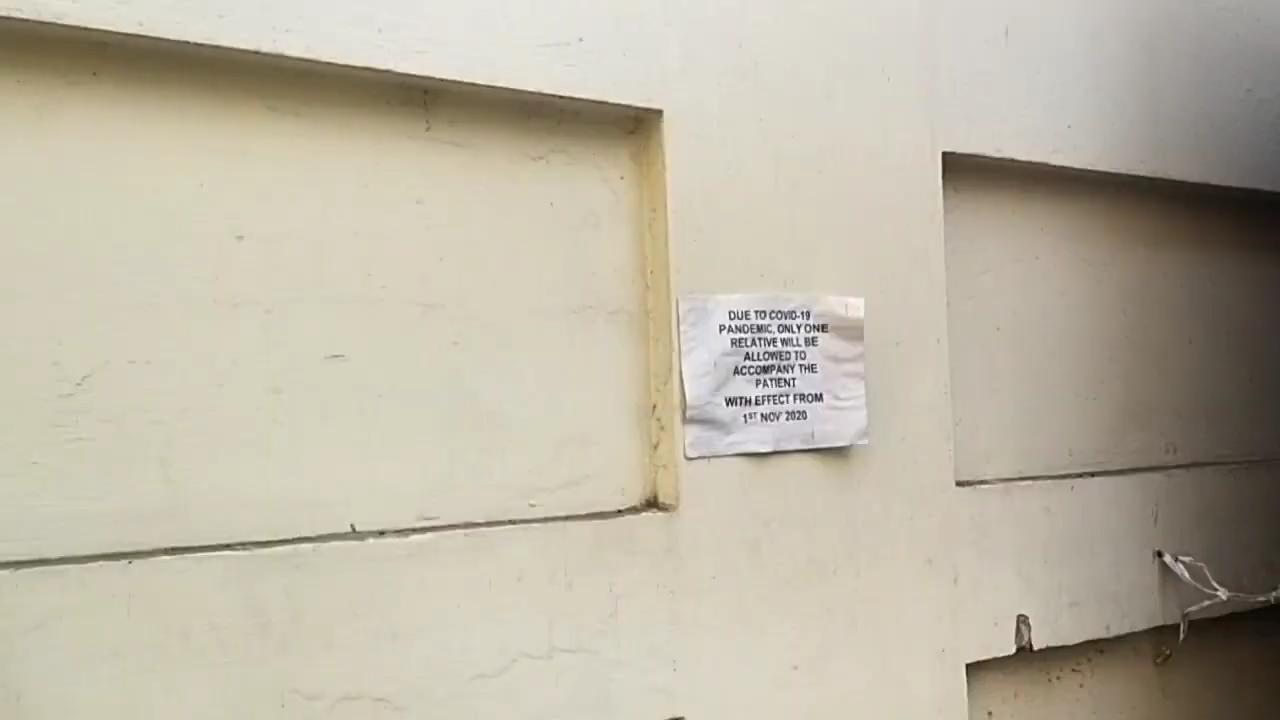 DUE TO COVID-19
PANDEMIC, ONLY ONE
RELATIVE WILL BE
ALLOWED TO
ACCOMPANY THE
PATIENT
WITH EFFECT FROM
1ST NOV 2020